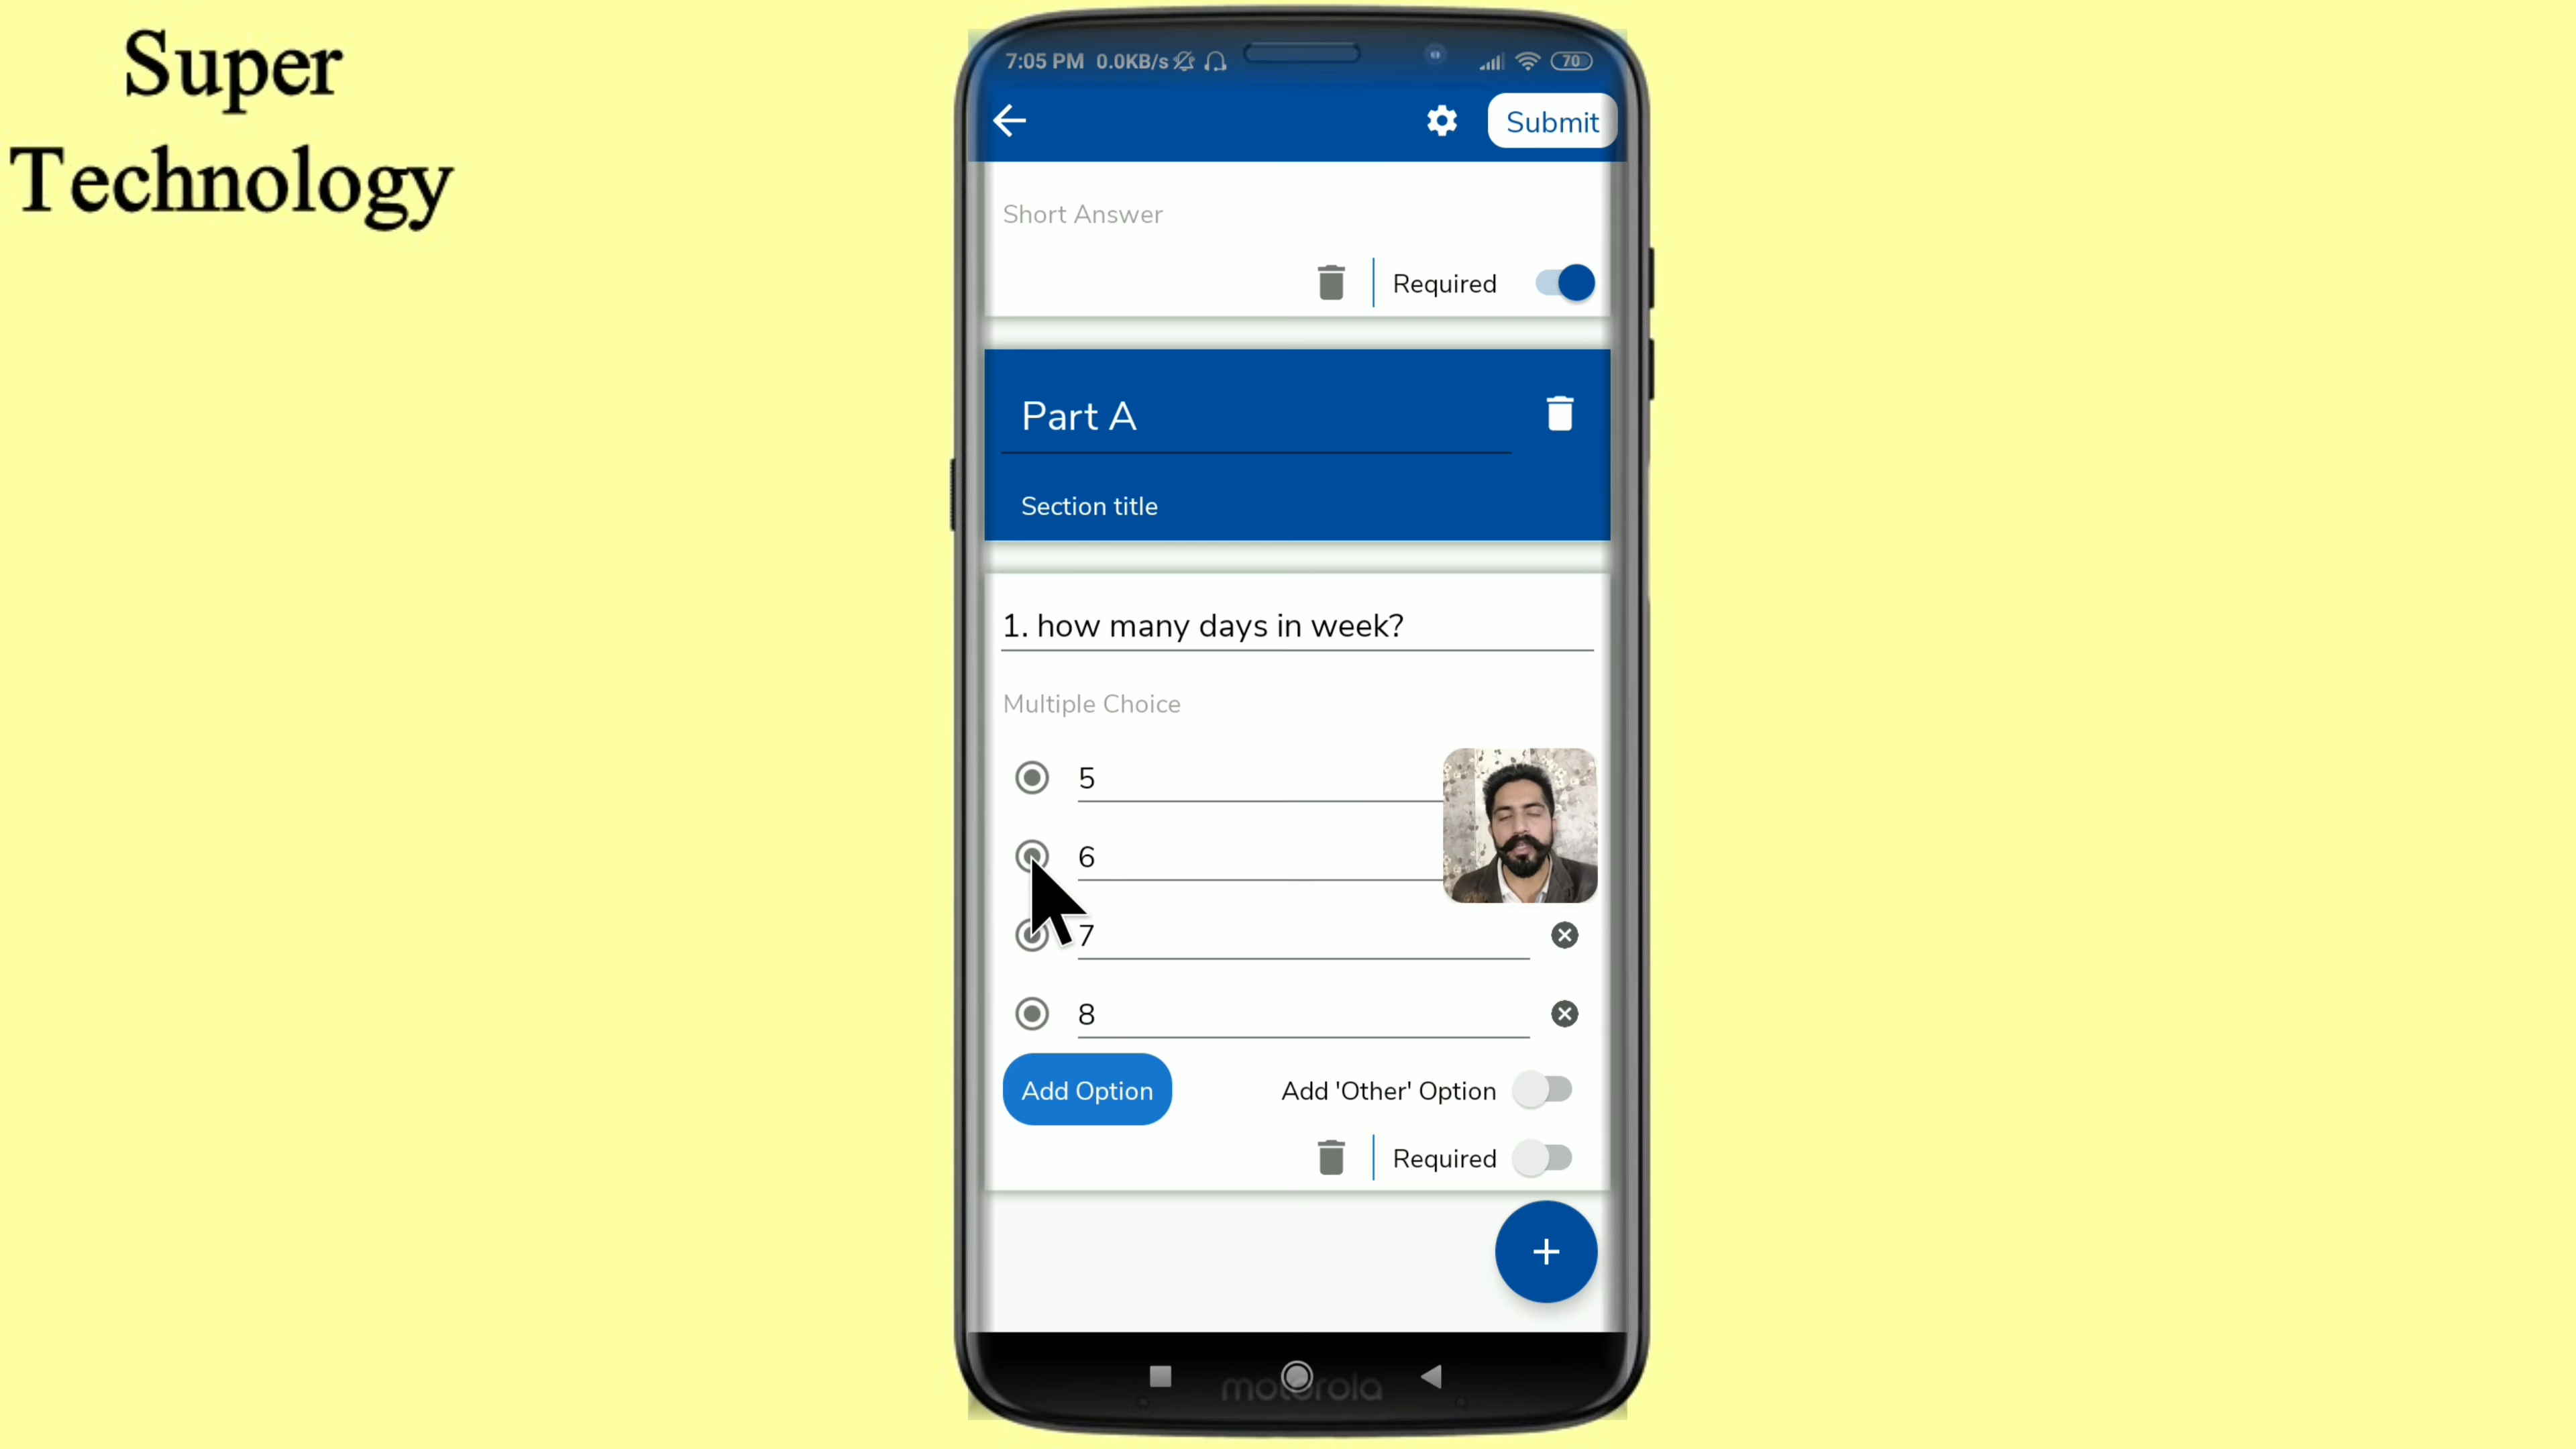 Super
Technology
7:05 PM 0.0KB/s 70
Submit
Short Answer
Required
Part A
Section title
1. how many days in week?
Multiple Choice
5
6
7
8
Add Option Add 'Other' Option
Required
motorola